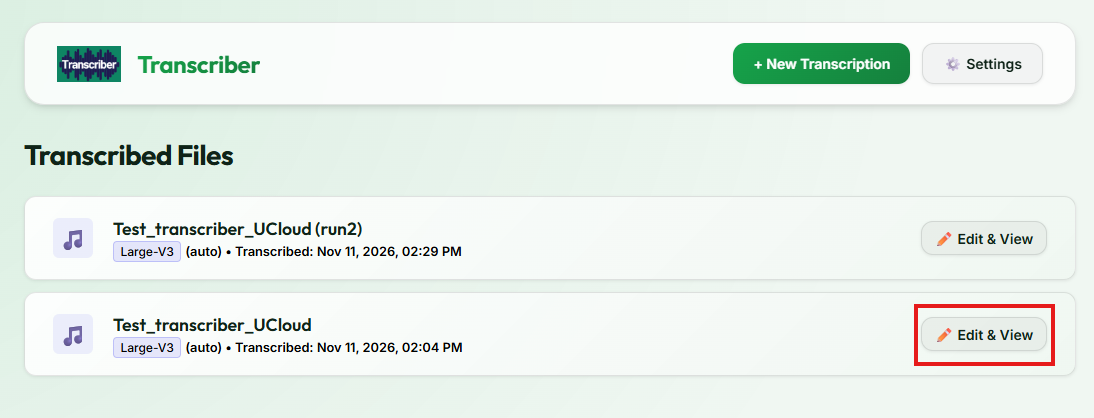 Transcriber
Transcriber
+ New Transcription
Settings
Transcribed Files
Test_transcriber_UCloud (run2)
Large-V3 (auto) • Transcribed: Nov 11, 2026, 02:29 PM
Edit & View
Test_transcriber_UCloud
Large-V3 (auto) • Transcribed: Nov 11, 2026, 02:04 PM
Edit & View